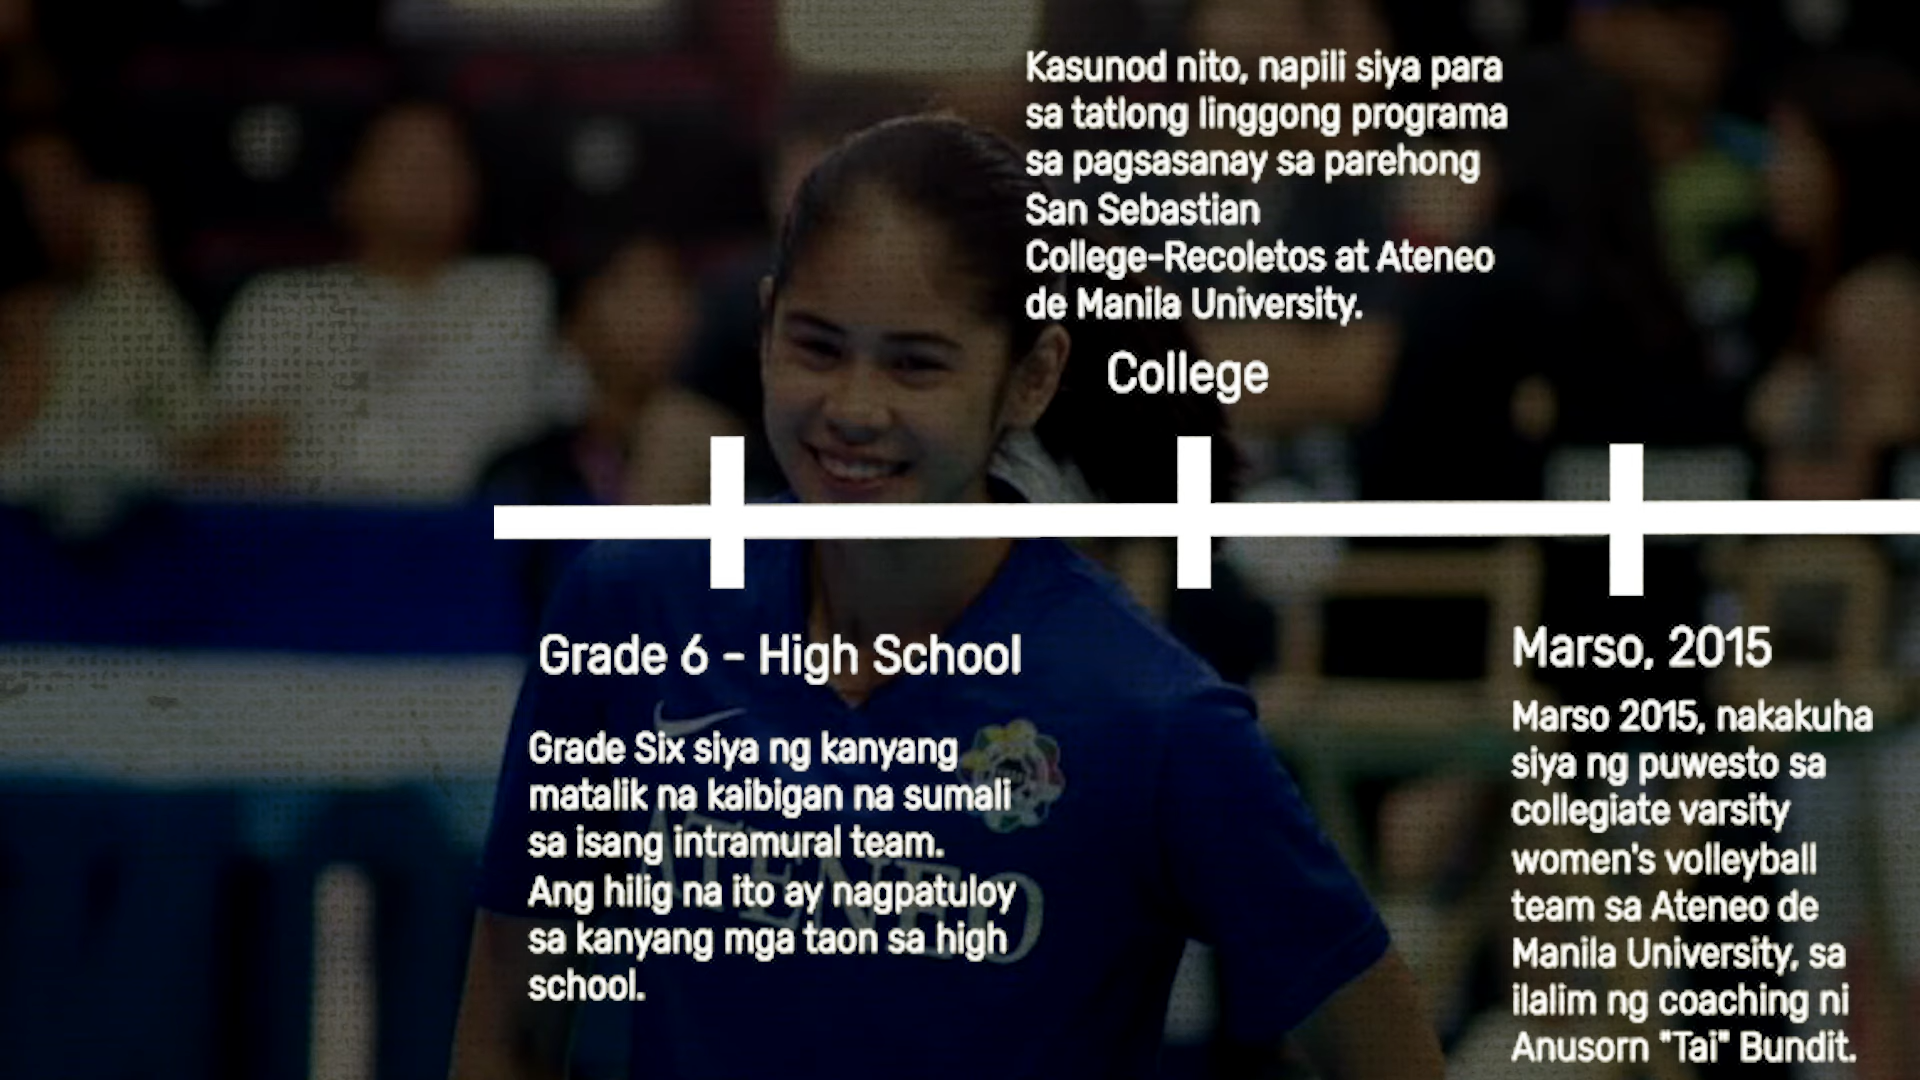 Kasunod nito, napili siya para
sa tatlong linggong programa
sa pagsasanay sa parehong
San Sebastian
College-Recoletos at Ateneo
de Manila University.
College
Grade 6 - High School
Grade Six siya ng kanyang
matalik na kaibigan na sumali
sa isang intramural team.
Ang hilig na ito ay nagpatuloy
sa kanyang mga taon sa high
school.
ATENEO
Marso, 2015
Marso 2015, nakakuha
siya ng puwesto sa
collegiate varsity
women's volleyball
team sa Ateneo de
Manila University, sa
ilalim ng coaching ni
Anusorn "Tai" Bundit.